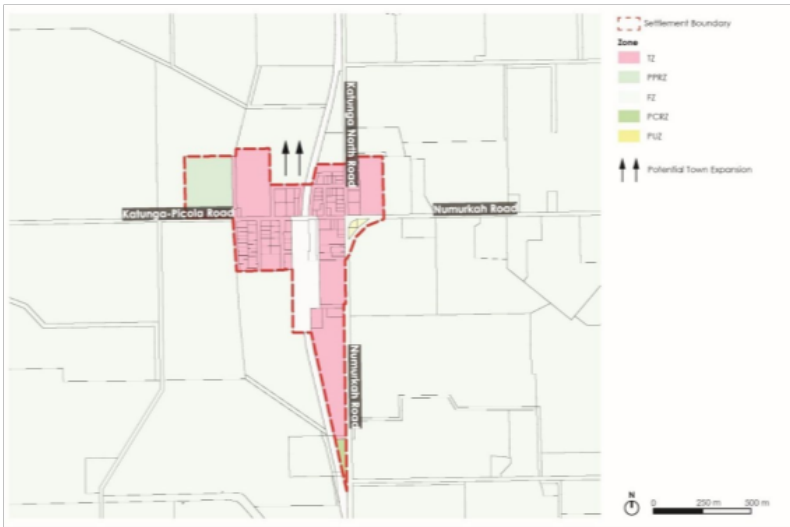 Settlement Boundary
Zone
TZ
PPRZ
FZ
PCRZ
PUZ
Potential Town Expansion
Katunga North Road
Katunga-Picola Road
Numurkah Road
Numurkah Road
N
0 250 m 500 m